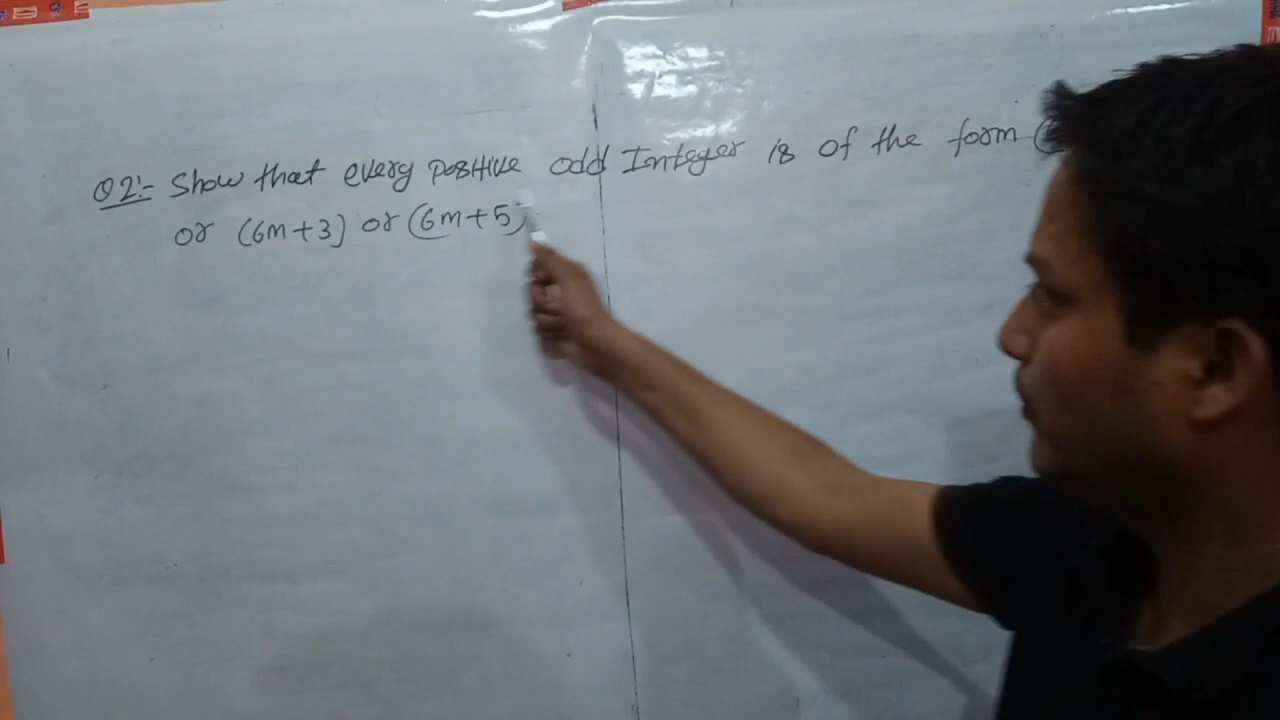 Q2:- Show that every positive odd Integer is of the form (
or (6m+3) or (6m+5)